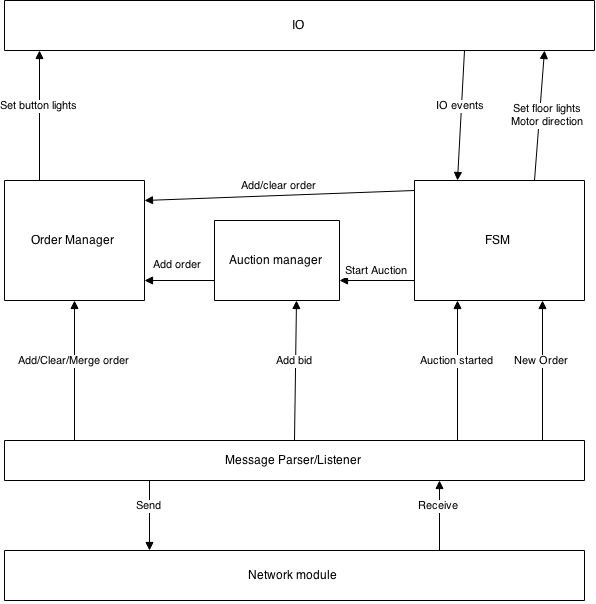 IO
Set button lights
IO events
Set floor lights
Motor direction
Add/clear order
Order Manager
Auction manager
FSM
Add order
Start Auction
Add/Clear/Merge order
Add bid
Auction started
New Order
Message Parser/Listener
Send
Receive
Network module